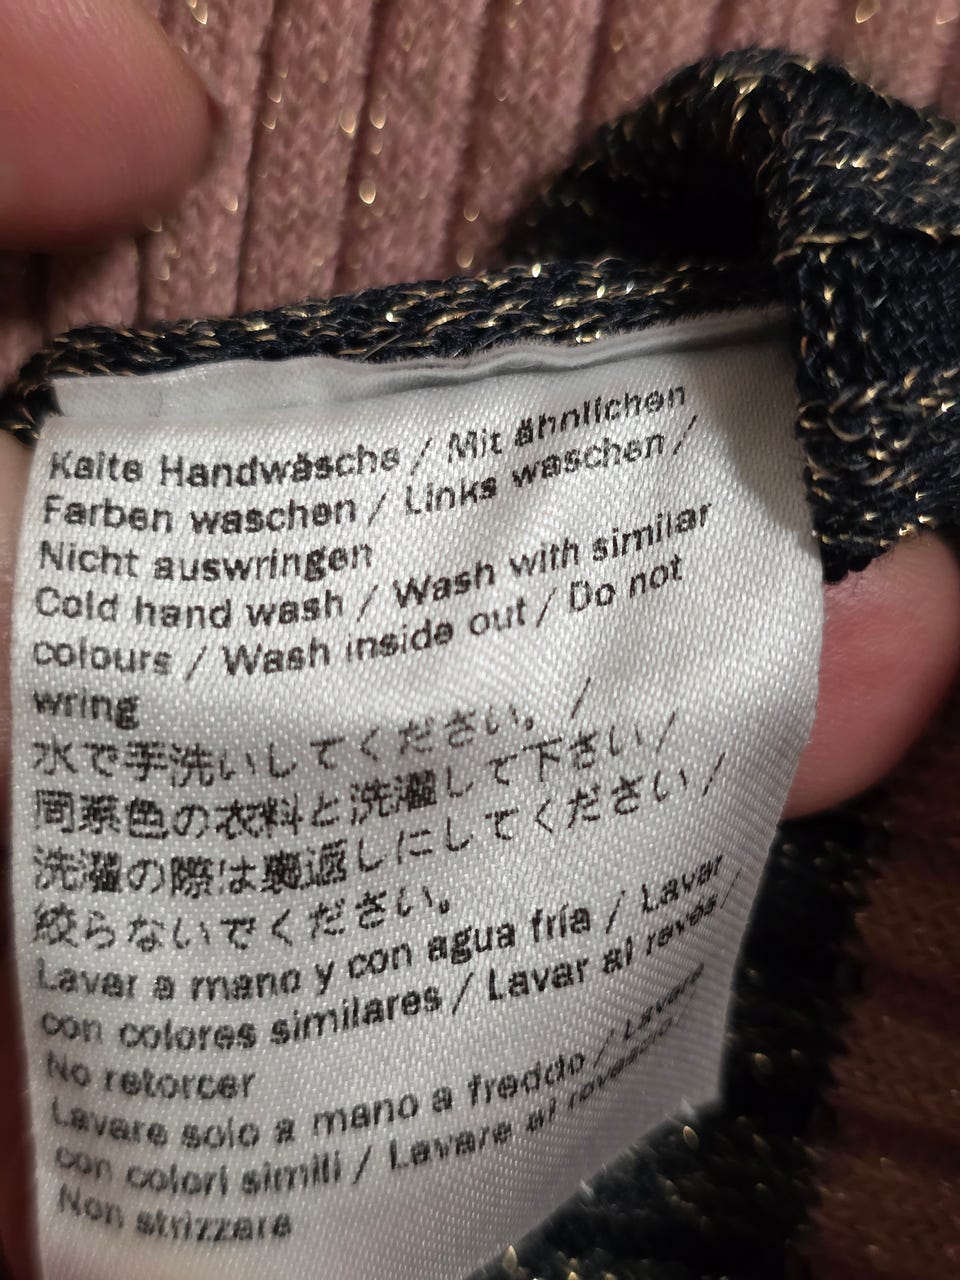 Kalte Handwäsche / Mit ähnlichen
Farben waschen / Links waschen /
Nicht auswringen
Cold hand wash / Wash with similar
colours / Wash inside out / Do not
wring
水で手洗いしてください。 /
同系色の衣料と洗濯して下さい /
洗濯の際は裏返しにしてください /
絞らないでください。
Lavar a mano y con agua fría / Lavar
con colores similares / Lavar al revés /
No retorcer
Lavare solo a mano a freddo / Lavare
con colori simili / Lavare al rovescio /
Non strizzare